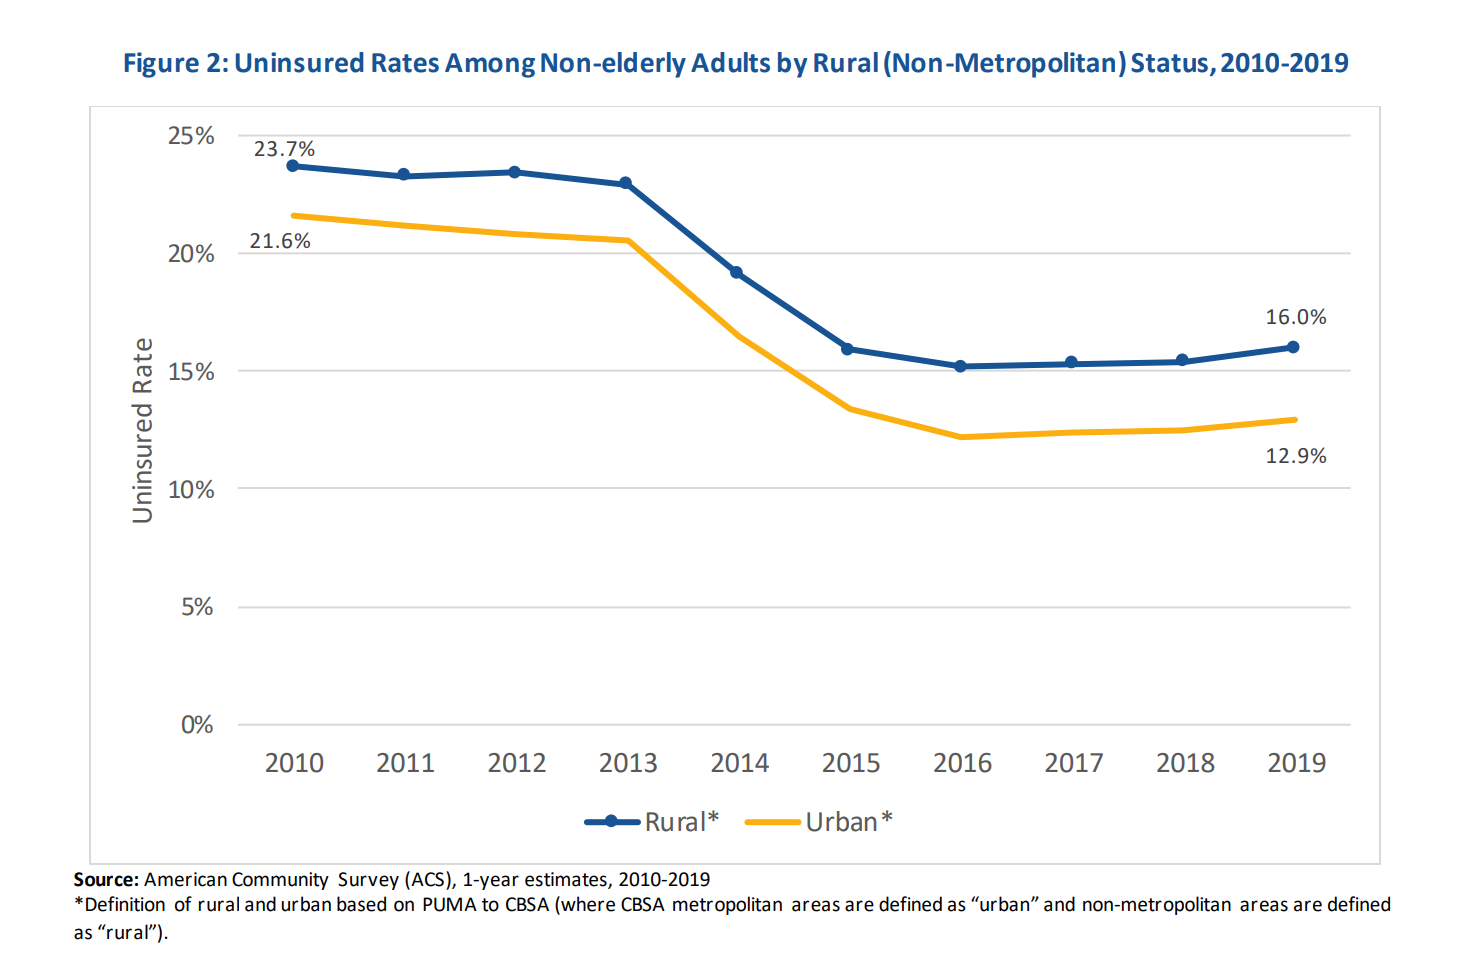 Figure 2: Uninsured Rates Among Non-elderly Adults by Rural (Non-Metropolitan) Status, 2010-2019
25%
23.7%
21.6%
20%
16.0%
Uninsured Rate
15%
12.9%
10%
5%
0%
2010 2011 2012 2013 2014 2015 2016 2017 2018 2019
Rural* Urban*
Source: American Community Survey (ACS), 1-year estimates, 2010-2019
*Definition of rural and urban based on PUMA to CBSA (where CBSA metropolitan areas are defined as “urban” and non-metropolitan areas are defined
as “rural”).